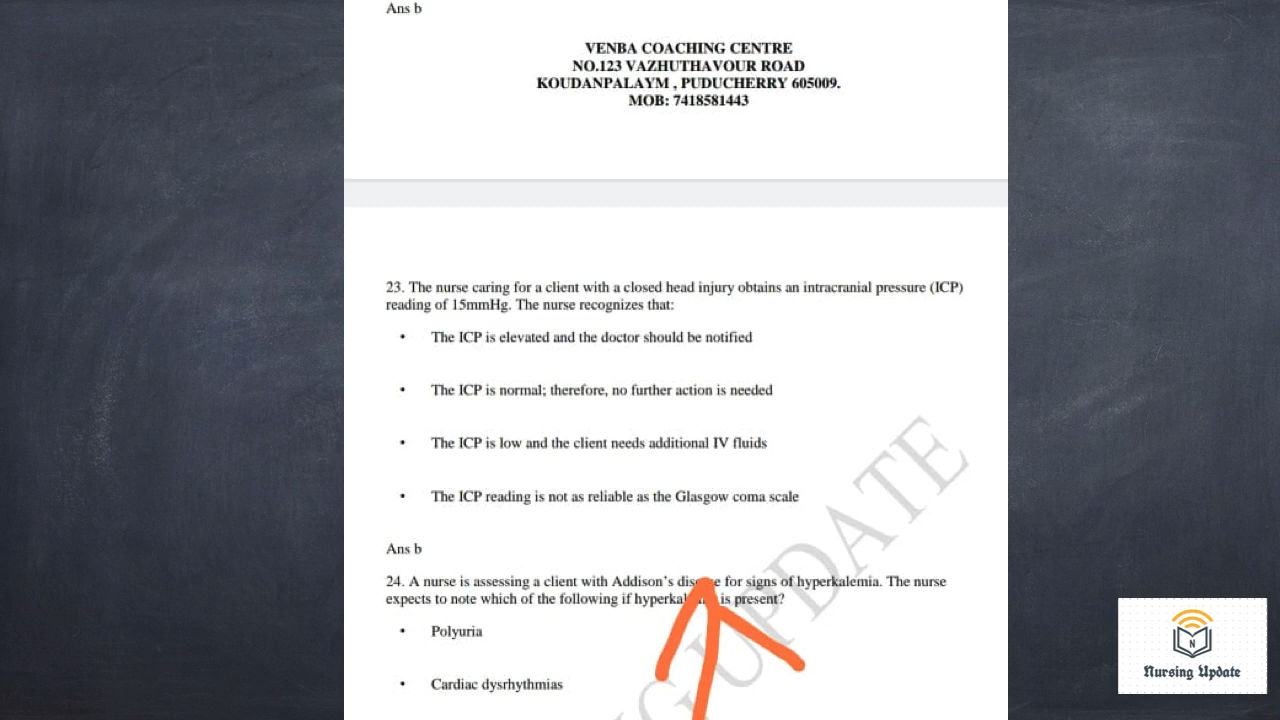 Ans b
VENBA COACHING CENTRE
NO.123 VAZHUTHAVOUR ROAD
KOUDANPALAYM , PUDUCHERRY 605009.
MOB: 7418581443
23. The nurse caring for a client with a closed head injury obtains an intracranial pressure (ICP)
reading of 15mmHg. The nurse recognizes that:
• The ICP is elevated and the doctor should be notified
• The ICP is normal; therefore, no further action is needed
• The ICP is low and the client needs additional IV fluids
• The ICP reading is not as reliable as the Glasgow coma scale
Ans b
24. A nurse is assessing a client with Addison's for signs of hyperkalemia. The nurse
expects to note which of the following if is present?
• Polyuria
• Cardiac dysrhythmias
UPDATE
N
Nursing Update